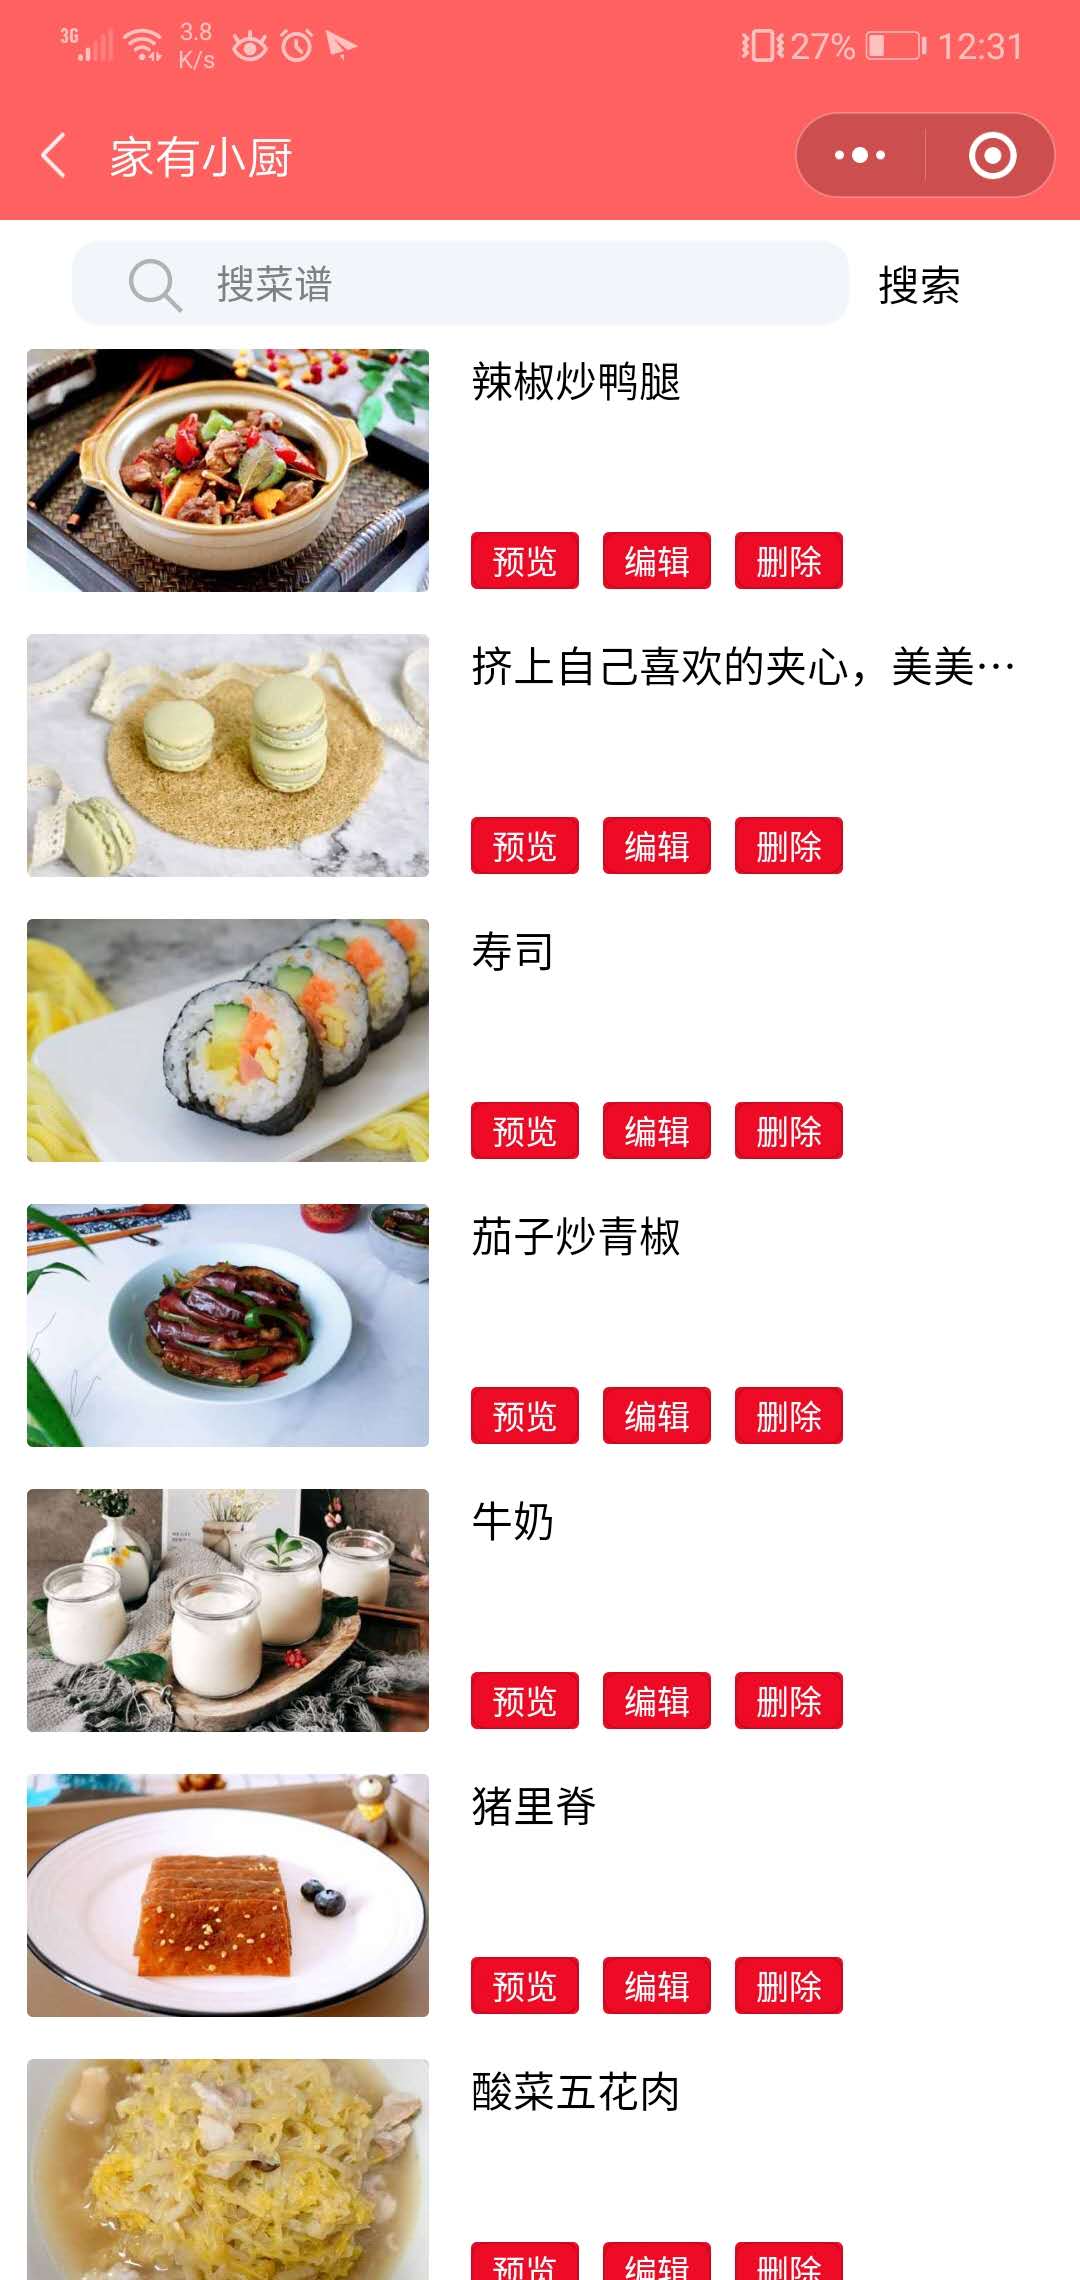 3G 3.8 K/s 27% 12:31
家有小厨
搜菜谱 搜索
辣椒炒鸭腿
预览 编辑 删除
挤上自己喜欢的夹心，美美…
预览 编辑 删除
寿司
预览 编辑 删除
茄子炒青椒
预览 编辑 删除
牛奶
预览 编辑 删除
猪里脊
预览 编辑 删除
酸菜五花肉
预览 编辑 删除